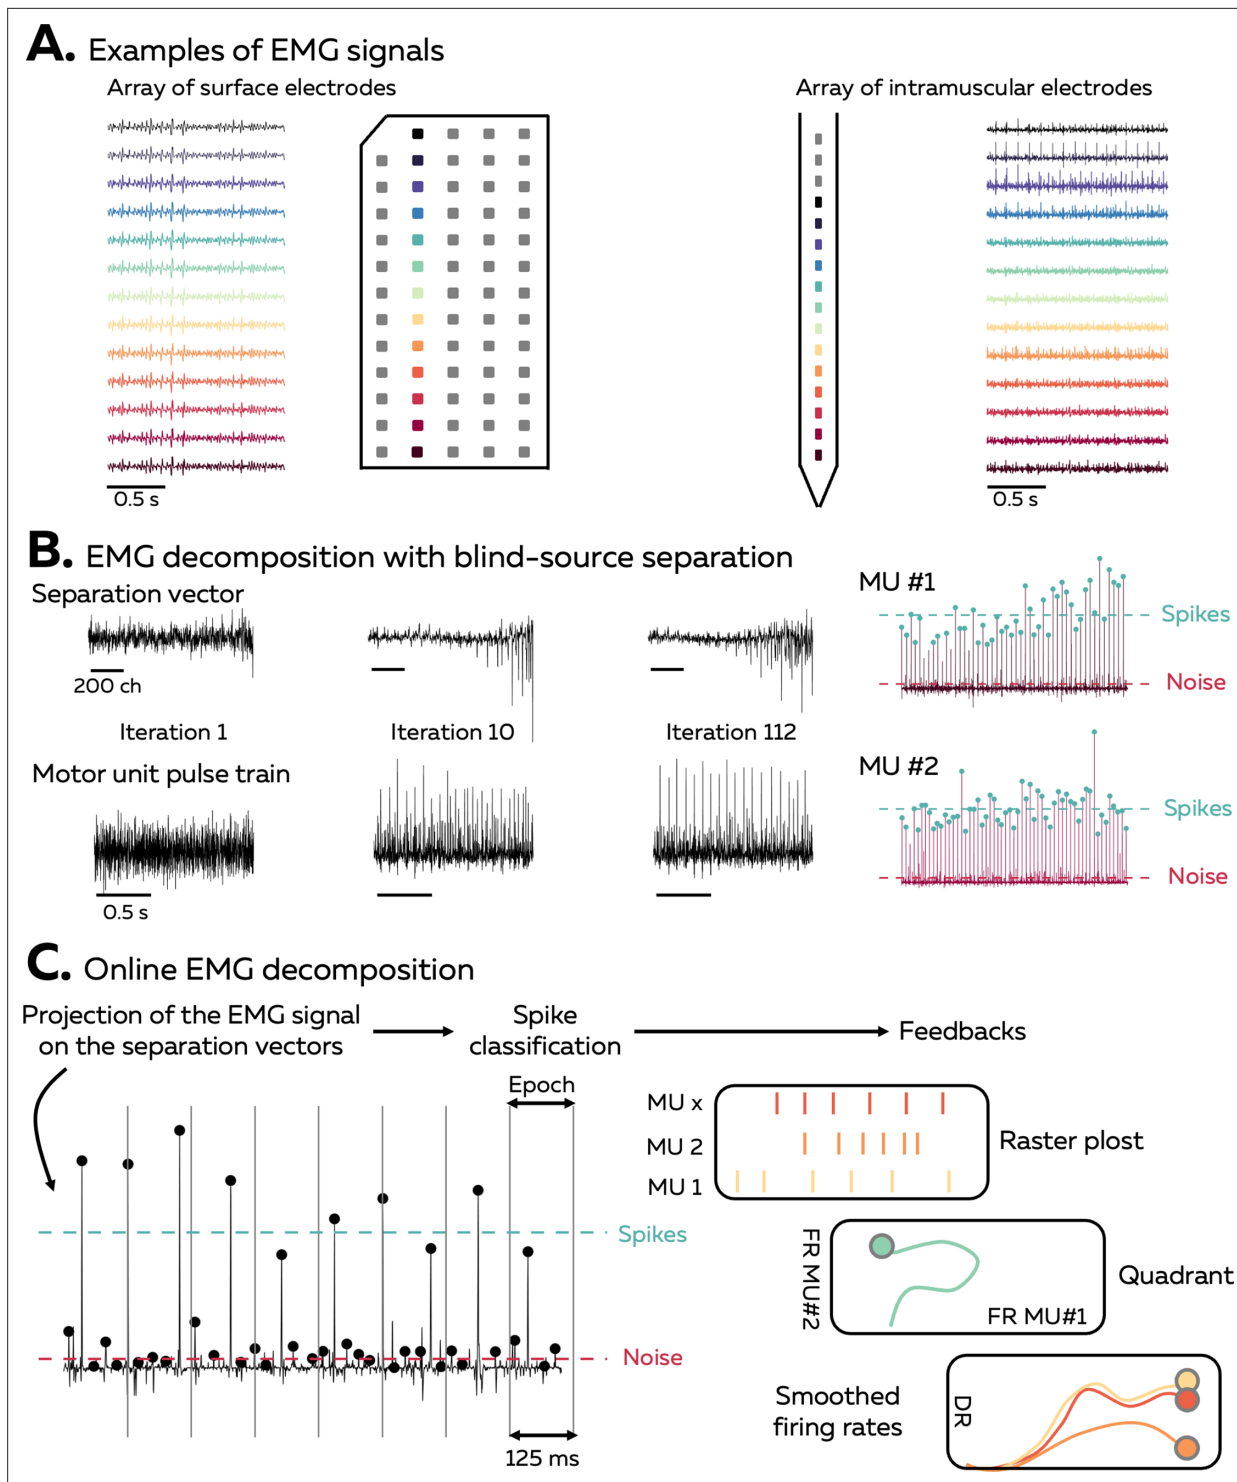 A. Examples of EMG signals
Array of surface electrodes
Array of intramuscular electrodes
0.5 s
0.5 s
B. EMG decomposition with blind-source separation
Separation vector
200 ch
Iteration 1
Iteration 10
Iteration 112
Motor unit pulse train
0.5 s
MU #1
Spikes
Noise
MU #2
Spikes
Noise
C. Online EMG decomposition
Projection of the EMG signal
on the separation vectors
Spike
classification
Feedbacks
Epoch
Spikes
Noise
125 ms
MU x
MU 2
MU 1
Raster plost
FR MU#2
FR MU#1
Quadrant
Smoothed
firing rates
DR